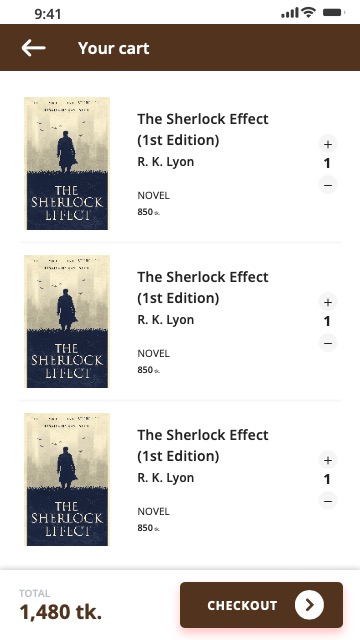 9:41
Your cart
THE
SHERLOCK
EFFECT
The Sherlock Effect
(1st Edition)
R. K. Lyon
NOVEL
850 tk.
+
1
−
THE
SHERLOCK
EFFECT
The Sherlock Effect
(1st Edition)
R. K. Lyon
NOVEL
850 tk.
+
1
−
THE
SHERLOCK
EFFECT
The Sherlock Effect
(1st Edition)
R. K. Lyon
NOVEL
850 tk.
+
1
−
TOTAL
1,480 tk.
CHECKOUT